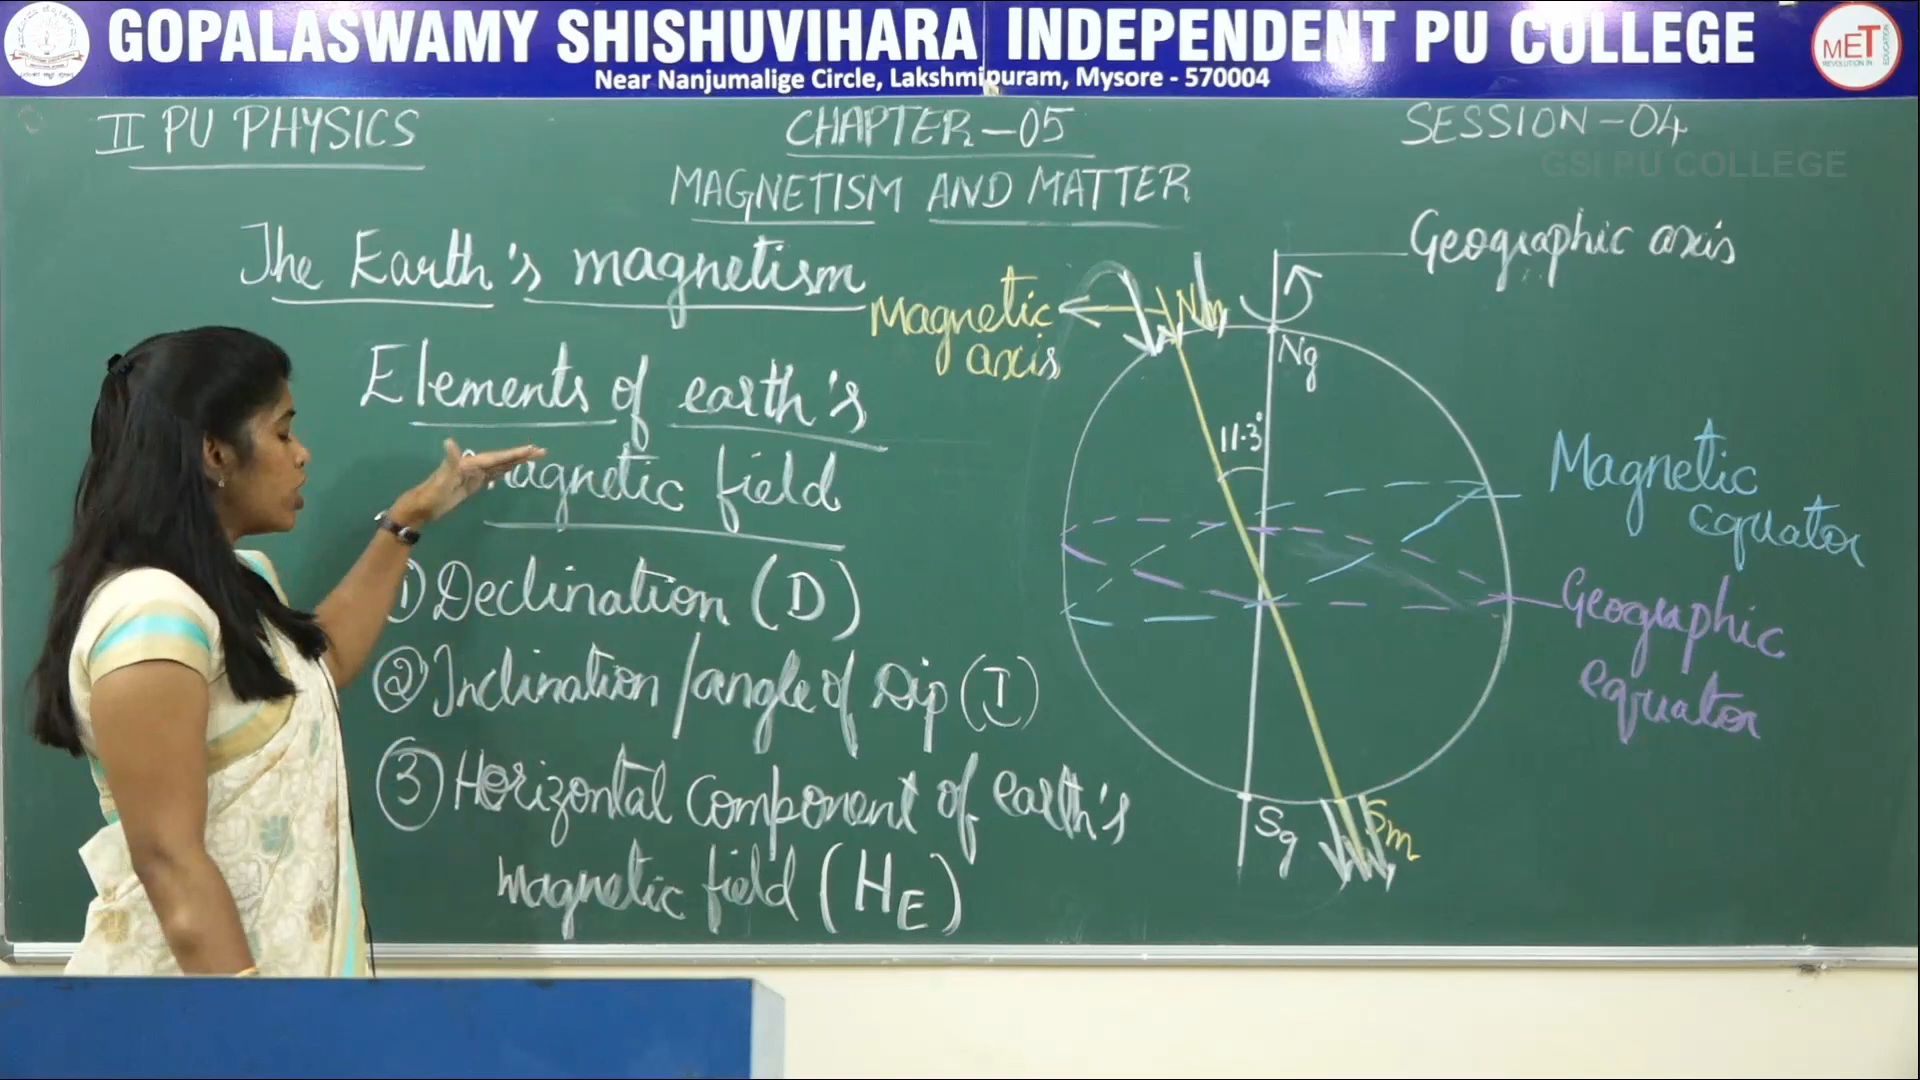 GOPALASWAMY SHISHUVIHARA INDEPENDENT PU COLLEGE
Near Nanjumalige Circle, Lakshmipuram, Mysore - 570004
MET
REVOLUTION IN EDUCATION
II PU PHYSICS
CHAPTER-05
SESSION-04
GSI PU COLLEGE
MAGNETISM AND MATTER
The Earth's magnetism
Geographic axis
Magnetic axis
Nm
Ng
Elements of earth's
magnetic field
11.3°
Magnetic equator
1) Declination (D)
Geographic equator
② Inclination / angle of Dip (I)
③ Horizontal Component of earth's
magnetic field (HE)
Sg
Sm